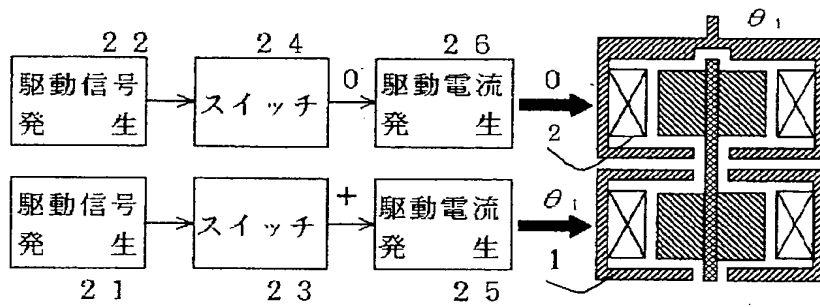 22 24 26 θ1
駆動信号発生
スイッチ
0
駆動電流発生
0
2
駆動信号発生
スイッチ
+
駆動電流発生
θ1
1
21 23 25